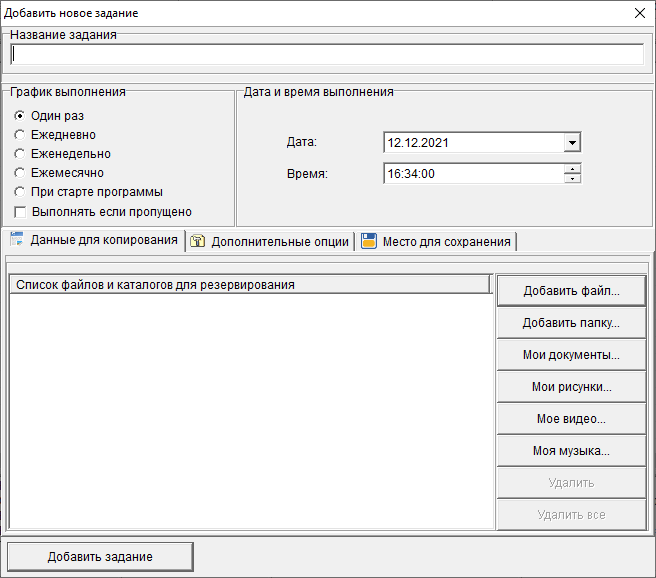 Добавить новое задание
Название задания
График выполнения
Один раз
Ежедневно
Еженедельно
Ежемесячно
При старте программы
Выполнять если пропущено
Дата и время выполнения
Дата:
12.12.2021
Время:
16:34:00
Данные для копирования
Дополнительные опции
Место для сохранения
Список файлов и каталогов для резервирования
Добавить файл...
Добавить папку...
Мои документы...
Мои рисунки...
Мое видео...
Моя музыка...
Удалить
Удалить все
Добавить задание